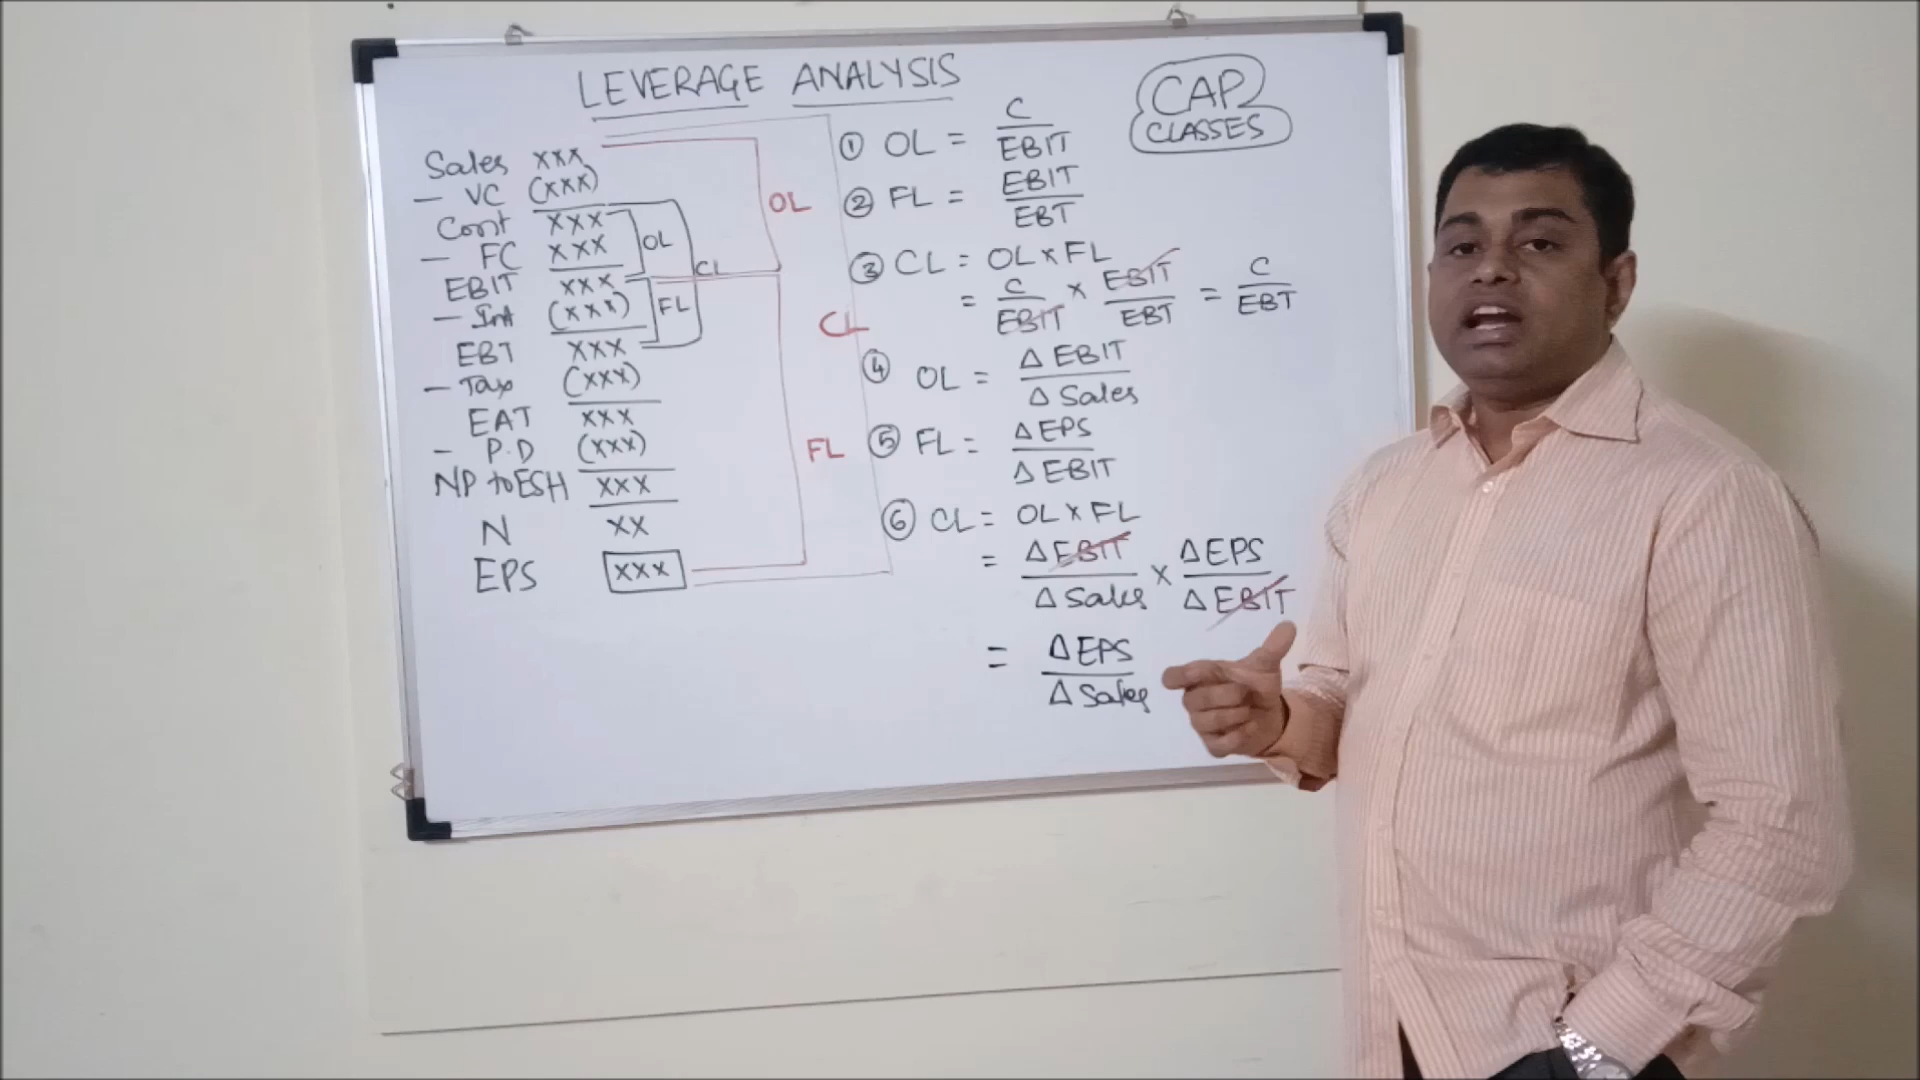 LEVERAGE ANALYSIS
CAP
CLASSES
Sales XXX
— VC (XXX)
Cont XXX
— FC XXX
EBIT XXX
— Int (XXX)
EBT XXX
— Tax (XXX)
EAT XXX
— P.D (XXX)
NP to ESH XXX
N XX
EPS XXX
OL
FL
CL
OL
CL
FL
① OL = C / EBIT
② FL = EBIT / EBT
③ CL = OL x FL
= C / EBIT x EBIT / EBT = C / EBT
④ OL = Δ EBIT / Δ Sales
⑤ FL = Δ EPS / Δ EBIT
⑥ CL = OL x FL
= Δ EBIT / Δ Sales x Δ EPS / Δ EBIT
= Δ EPS / Δ Sales